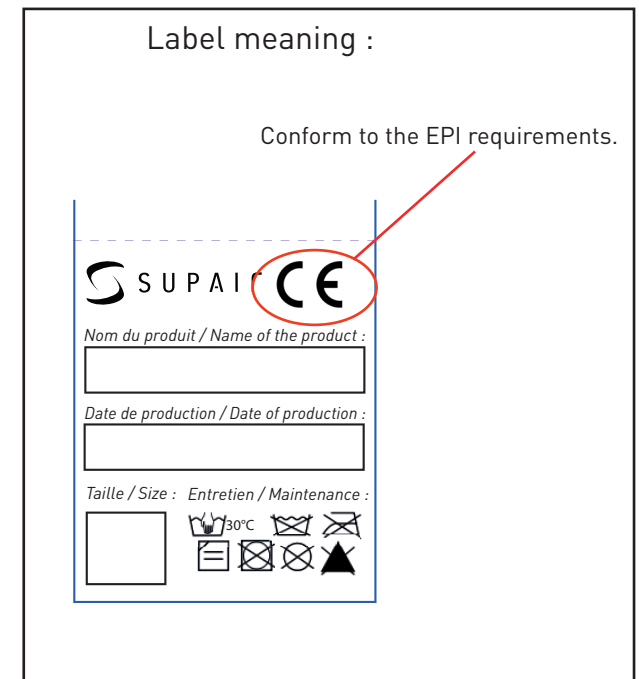 Label meaning :
Conform to the EPI requirements.
SUPAIR CE
Nom du produit / Name of the product :
Date de production / Date of production :
Taille / Size : Entretien / Maintenance :
30°C